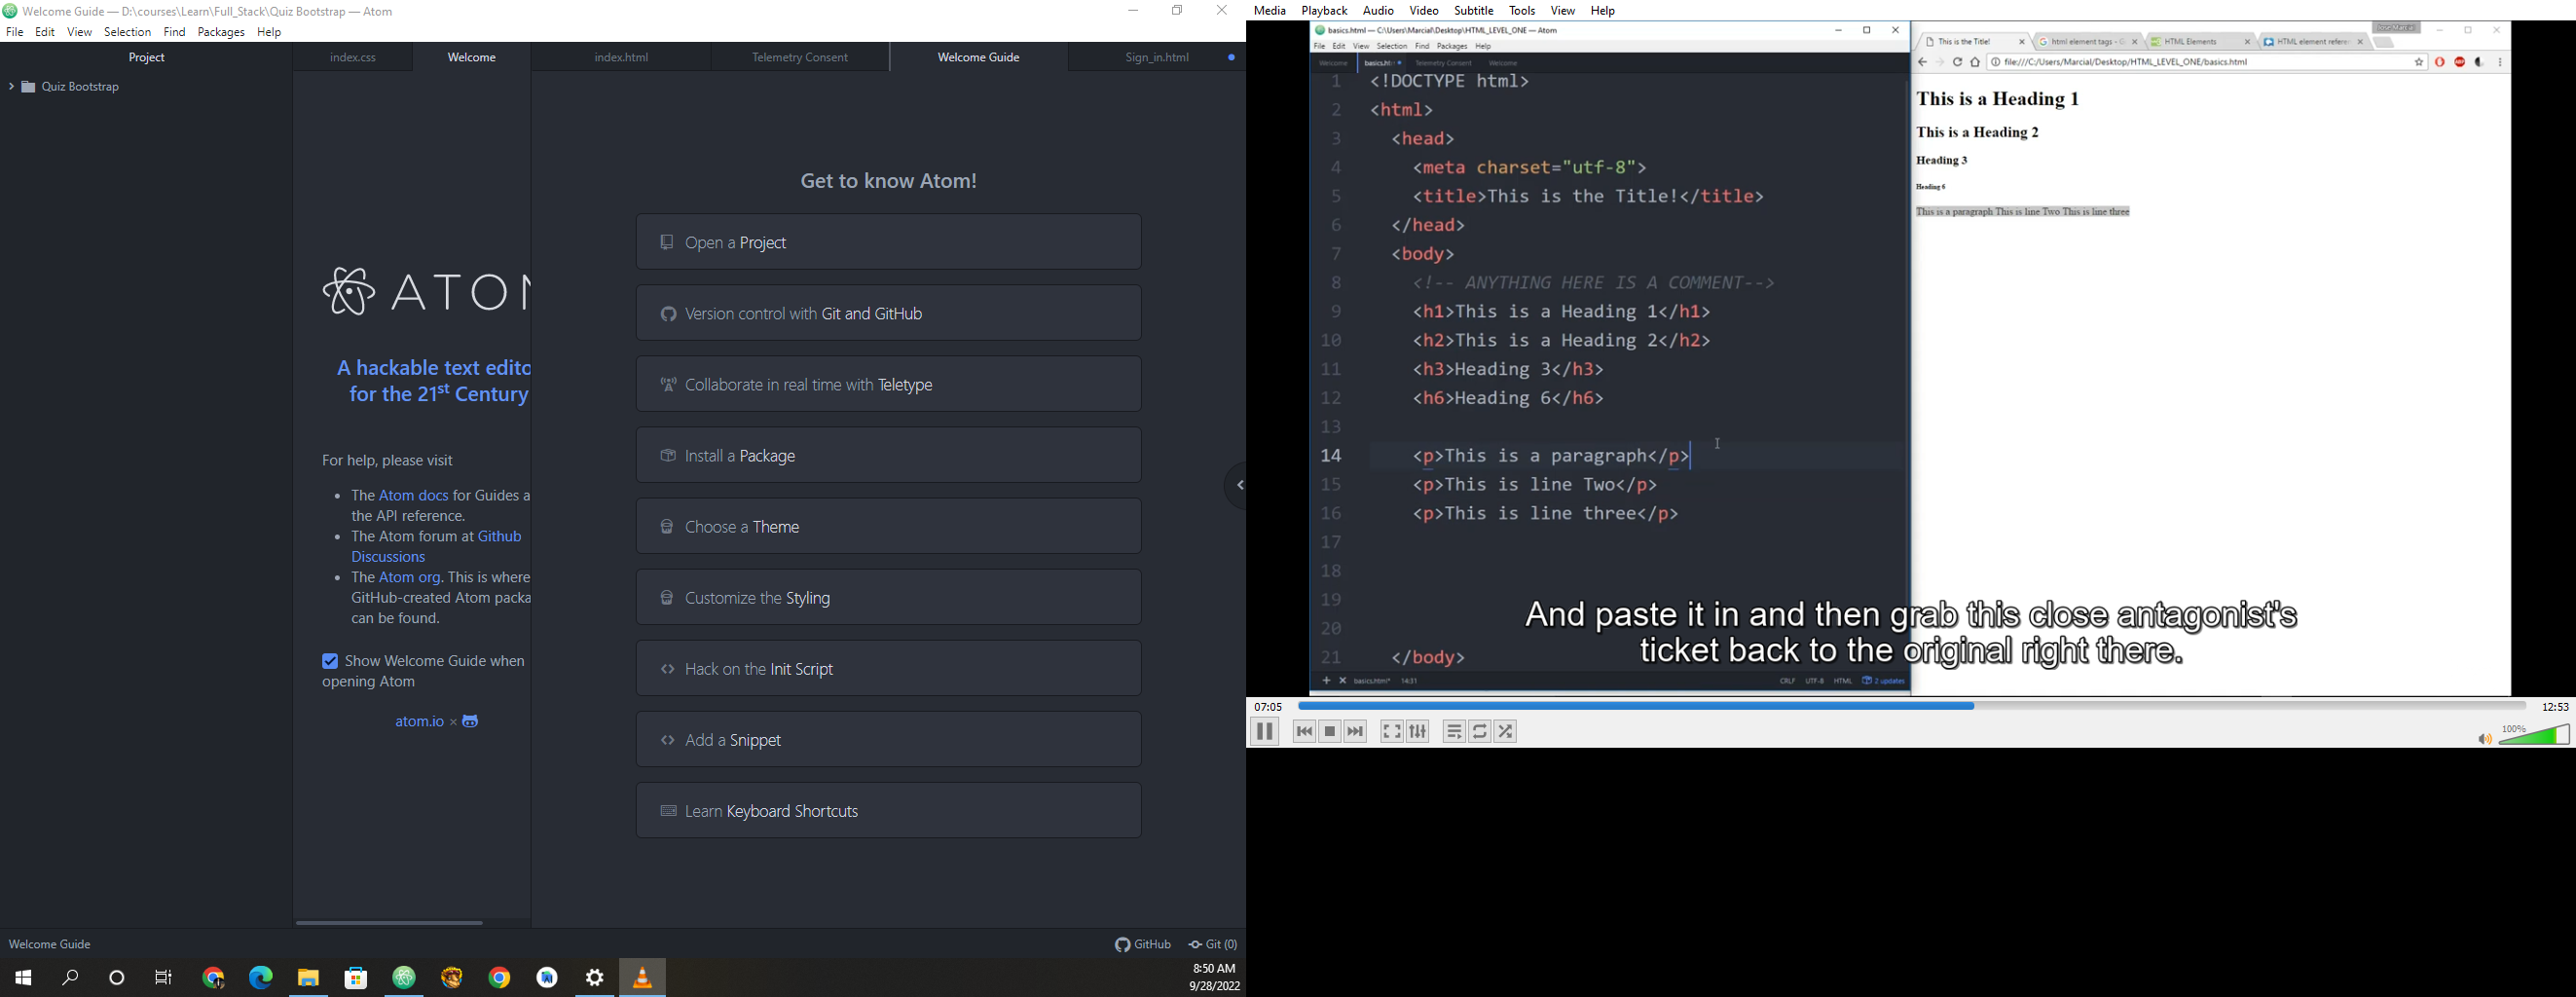 Welcome Guide — D:\courses\Learn\Full_Stack\Quiz Bootstrap — Atom
File Edit View Selection Find Packages Help
Project
Quiz Bootstrap
index.css
Welcome
index.html
Telemetry Consent
Welcome Guide
Sign_in.html
ATOM
A hackable text edito
for the 21st Century
For help, please visit
• The Atom docs for Guides a
the API reference.
• The Atom forum at Github
Discussions
• The Atom org. This is where
GitHub-created Atom packa
can be found.
Show Welcome Guide when
opening Atom
atom.io ×
Get to know Atom!
Open a Project
Version control with Git and GitHub
Collaborate in real time with Teletype
Install a Package
Choose a Theme
Customize the Styling
Hack on the Init Script
Add a Snippet
Learn Keyboard Shortcuts
Welcome Guide
GitHub
Git (0)
8:50 AM
9/28/2022
Media Playback Audio Video Subtitle Tools View Help
basics.html — C:\Users\Marcial\Desktop\HTML_LEVEL_ONE — Atom
File Edit View Selection Find Packages Help
Welcome
basics.ht
Telemetry Consent
Welcome
1 <!DOCTYPE html>
2 <html>
3 <head>
4 <meta charset="utf-8">
5 <title>This is the Title!</title>
6 </head>
7 <body>
8 <!-- ANYTHING HERE IS A COMMENT-->
9 <h1>This is a Heading 1</h1>
10 <h2>This is a Heading 2</h2>
11 <h3>Heading 3</h3>
12 <h6>Heading 6</h6>
13
14 <p>This is a paragraph</p>
15 <p>This is line Two</p>
16 <p>This is line three</p>
17
18
19
20
21 </body>
basics.html* 14:31
CRLF UTF-8 HTML 2 updates
This is the Title!
html element tags - G
HTML Elements
HTML element refere
file:///C:/Users/Marcial/Desktop/HTML_LEVEL_ONE/basics.html
This is a Heading 1
This is a Heading 2
Heading 3
Heading 6
This is a paragraph This is line Two This is line three
And paste it in and then grab this close antagonist's
ticket back to the original right there.
07:05
12:53
100%